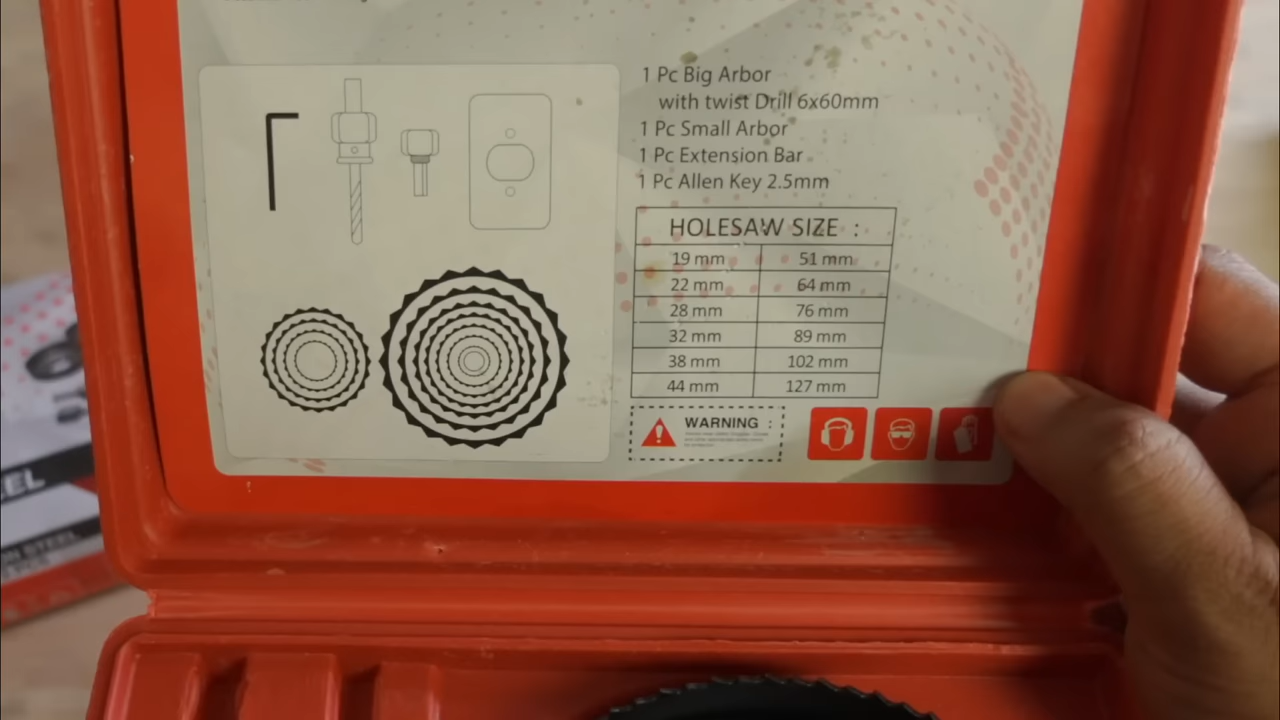 1 Pc Big Arbor
with twist Drill 6x60mm
1 Pc Small Arbor
1 Pc Extension Bar
1 Pc Allen Key 2.5mm
HOLESAW SIZE :
19 mm 51 mm
22 mm 64 mm
28 mm 76 mm
32 mm 89 mm
38 mm 102 mm
44 mm 127 mm
WARNING :